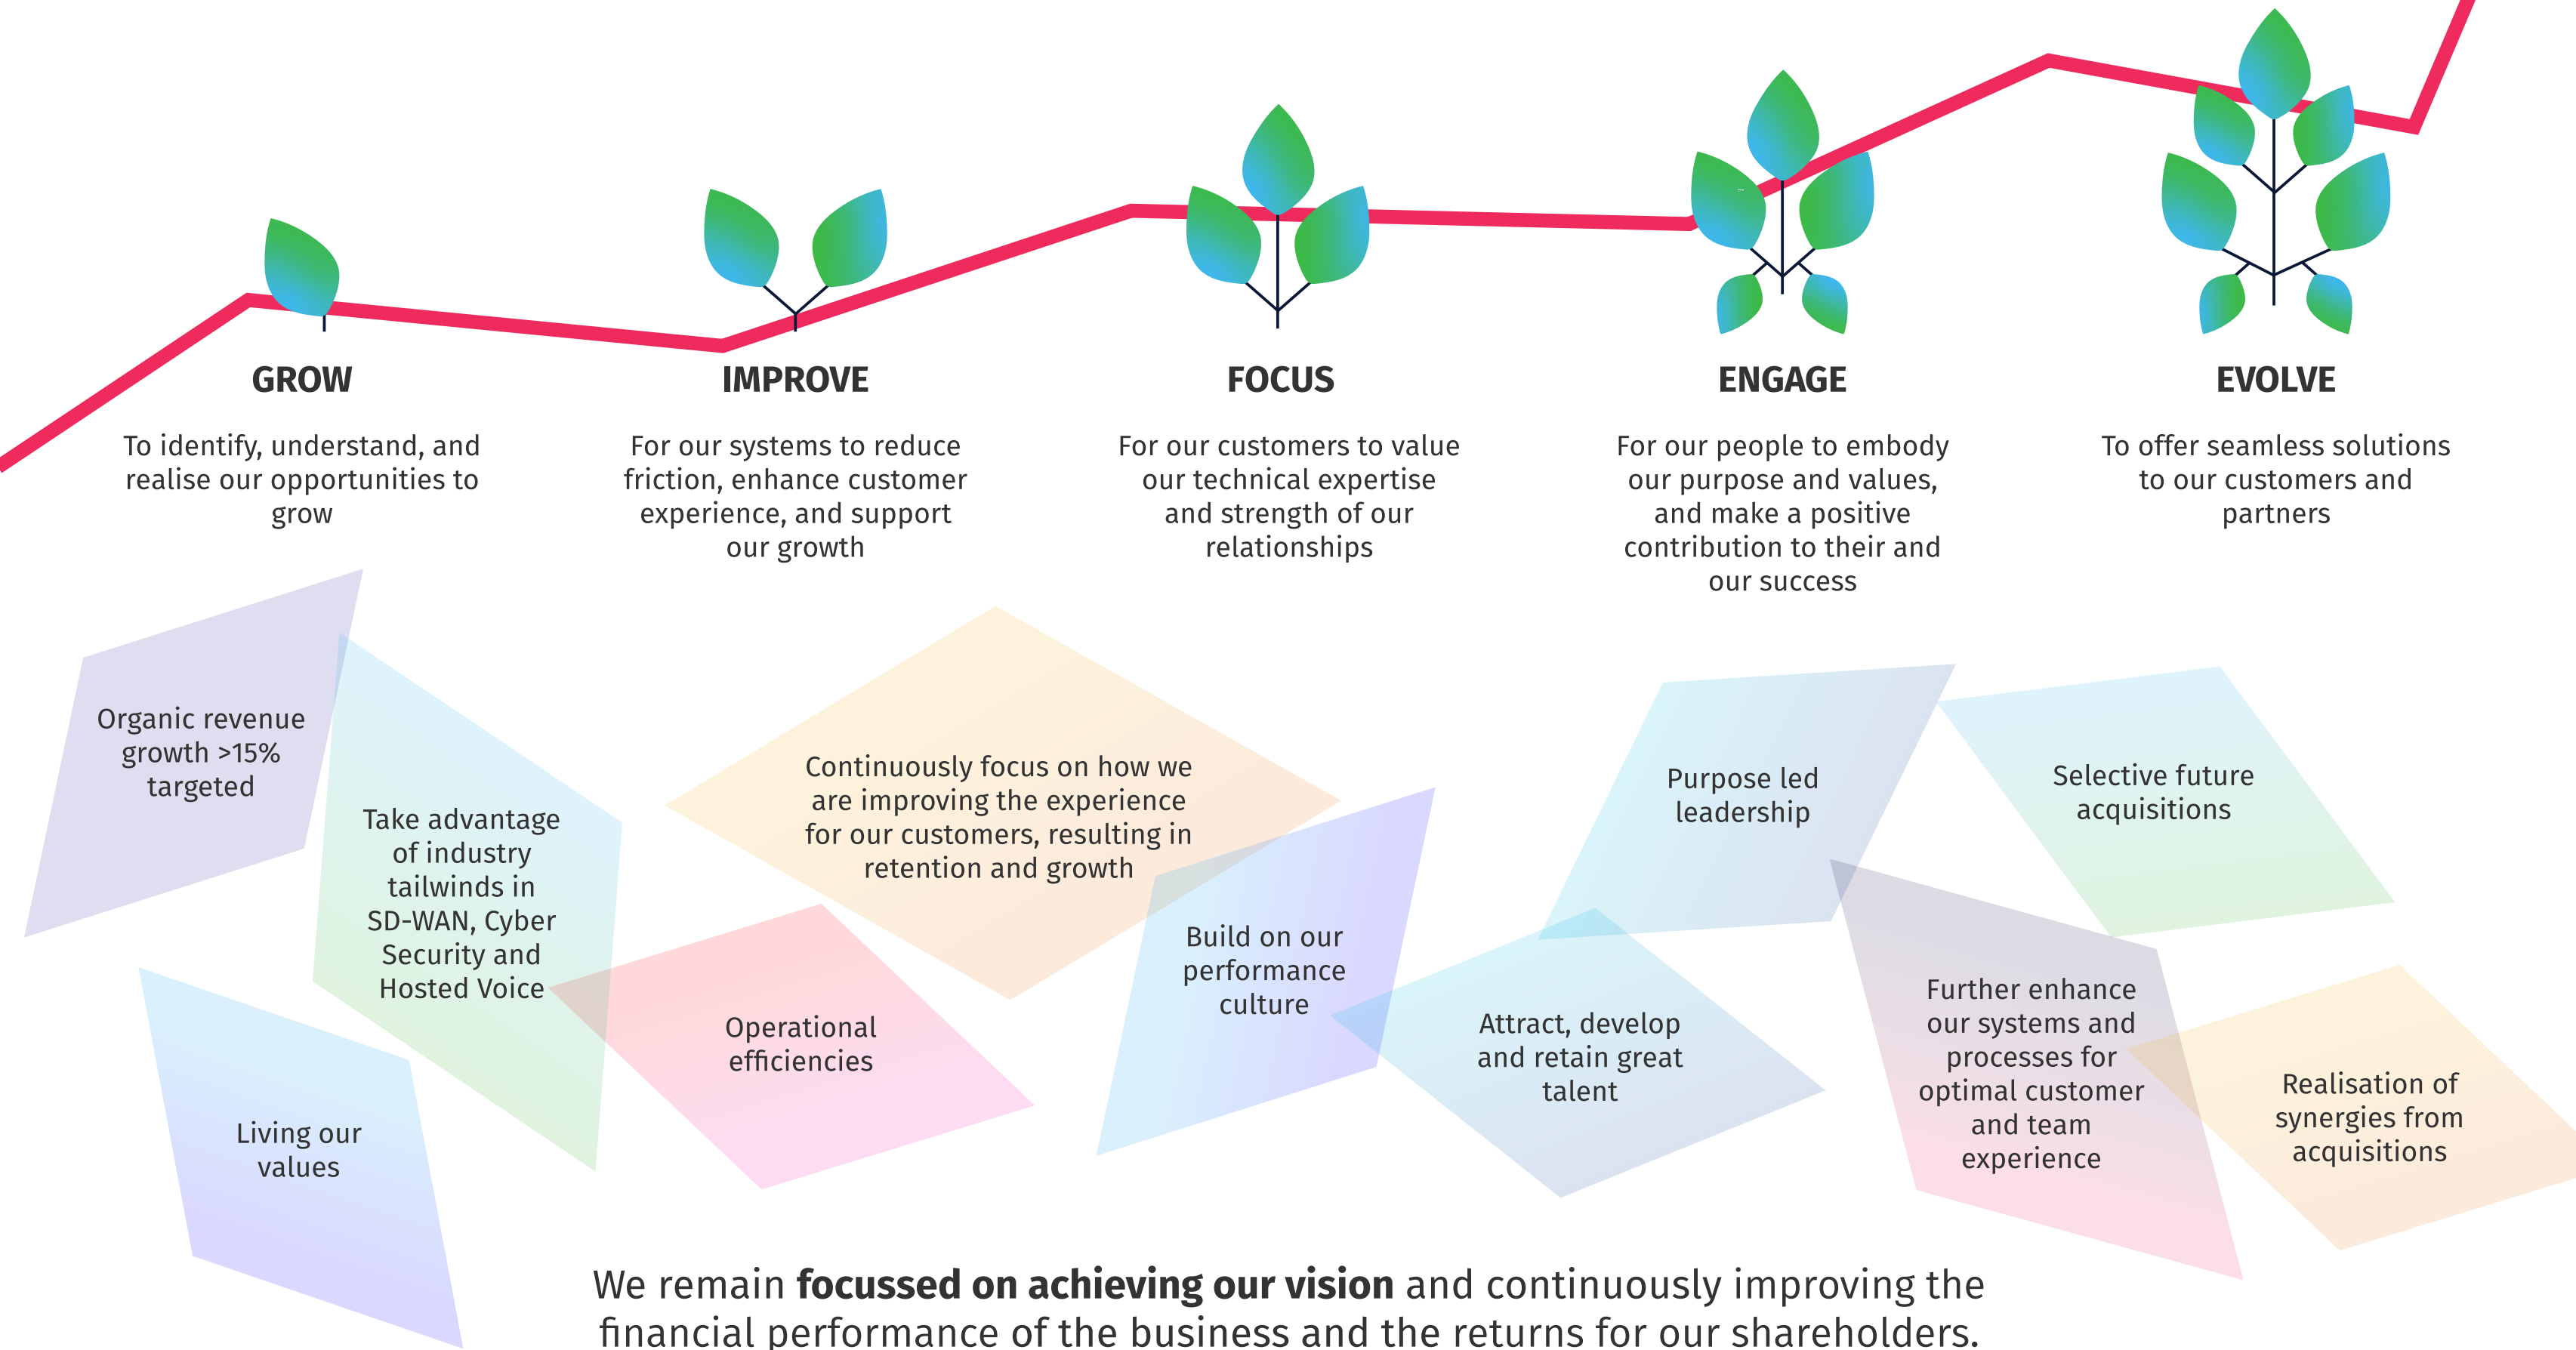 GROW
To identify, understand, and
realise our opportunities to
grow
IMPROVE
For our systems to reduce
friction, enhance customer
experience, and support
our growth
FOCUS
For our customers to value
our technical expertise
and strength of our
relationships
ENGAGE
For our people to embody
our purpose and values,
and make a positive
contribution to their and
our success
EVOLVE
To offer seamless solutions
to our customers and
partners
Organic revenue
growth >15%
targeted
Take advantage
of industry
tailwinds in
SD-WAN, Cyber
Security and
Hosted Voice
Living our
values
Operational
efficiencies
Continuously focus on how we
are improving the experience
for our customers, resulting in
retention and growth
Build on our
performance
culture
Attract, develop
and retain great
talent
Purpose led
leadership
Selective future
acquisitions
Further enhance
our systems and
processes for
optimal customer
and team
experience
Realisation of
synergies from
acquisitions
We remain focussed on achieving our vision and continuously improving the
financial performance of the business and the returns for our shareholders.